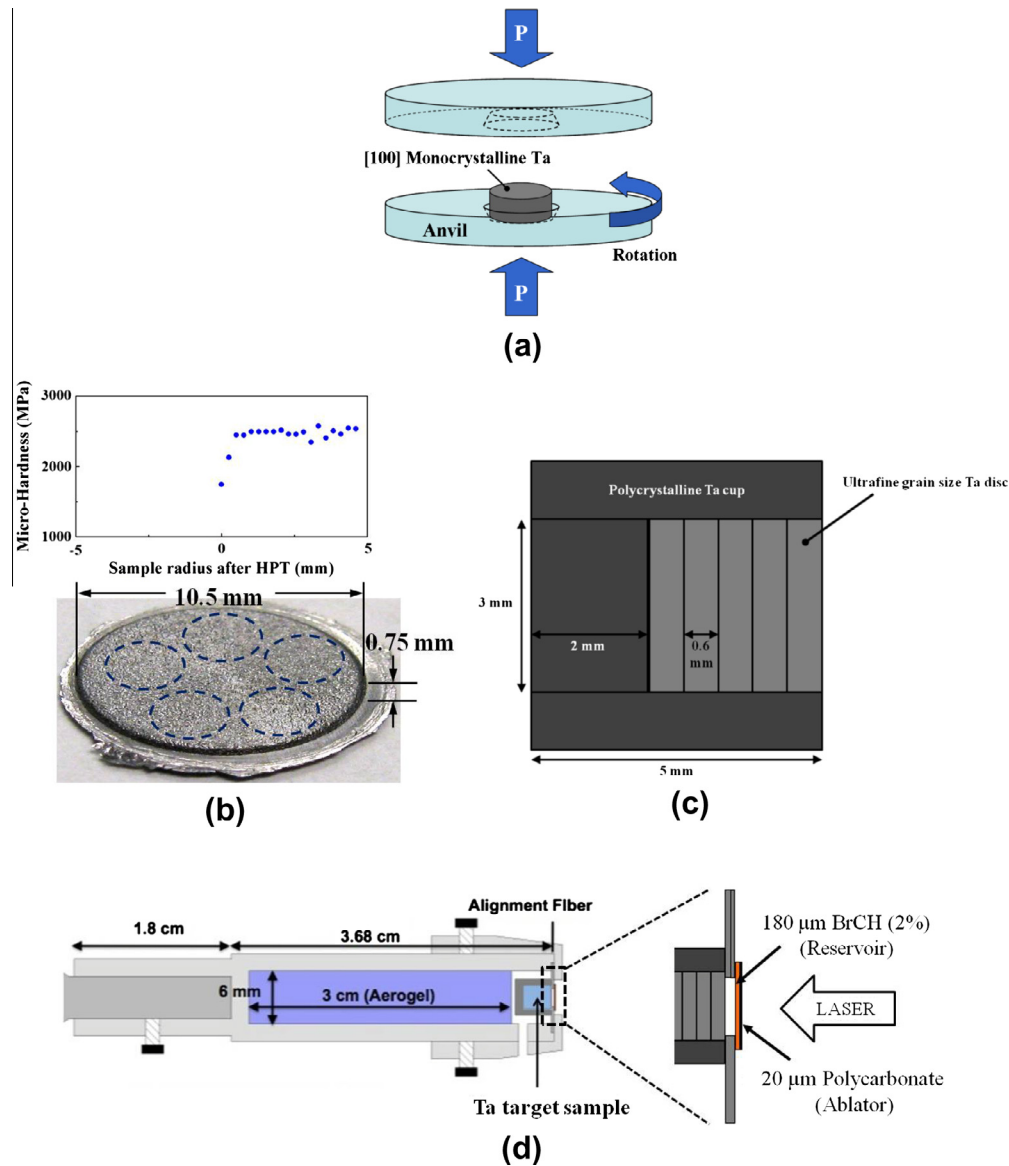 P
[100] Monocrystalline Ta
Anvil
Rotation
P
(a)
Micro-Hardness (MPa)
3000
2000
1000
-5
0
5
Sample radius after HPT (mm)
10.5 mm
0.75 mm
(b)
Polycrystalline Ta cup
Ultrafine grain size Ta disc
3 mm
2 mm
0.6
mm
5 mm
(c)
Alignment FIber
1.8 cm
3.68 cm
6 mm
3 cm (Aerogel)
Ta target sample
180 μm BrCH (2%)
(Reservoir)
LASER
20 μm Polycarbonate
(Ablator)
(d)